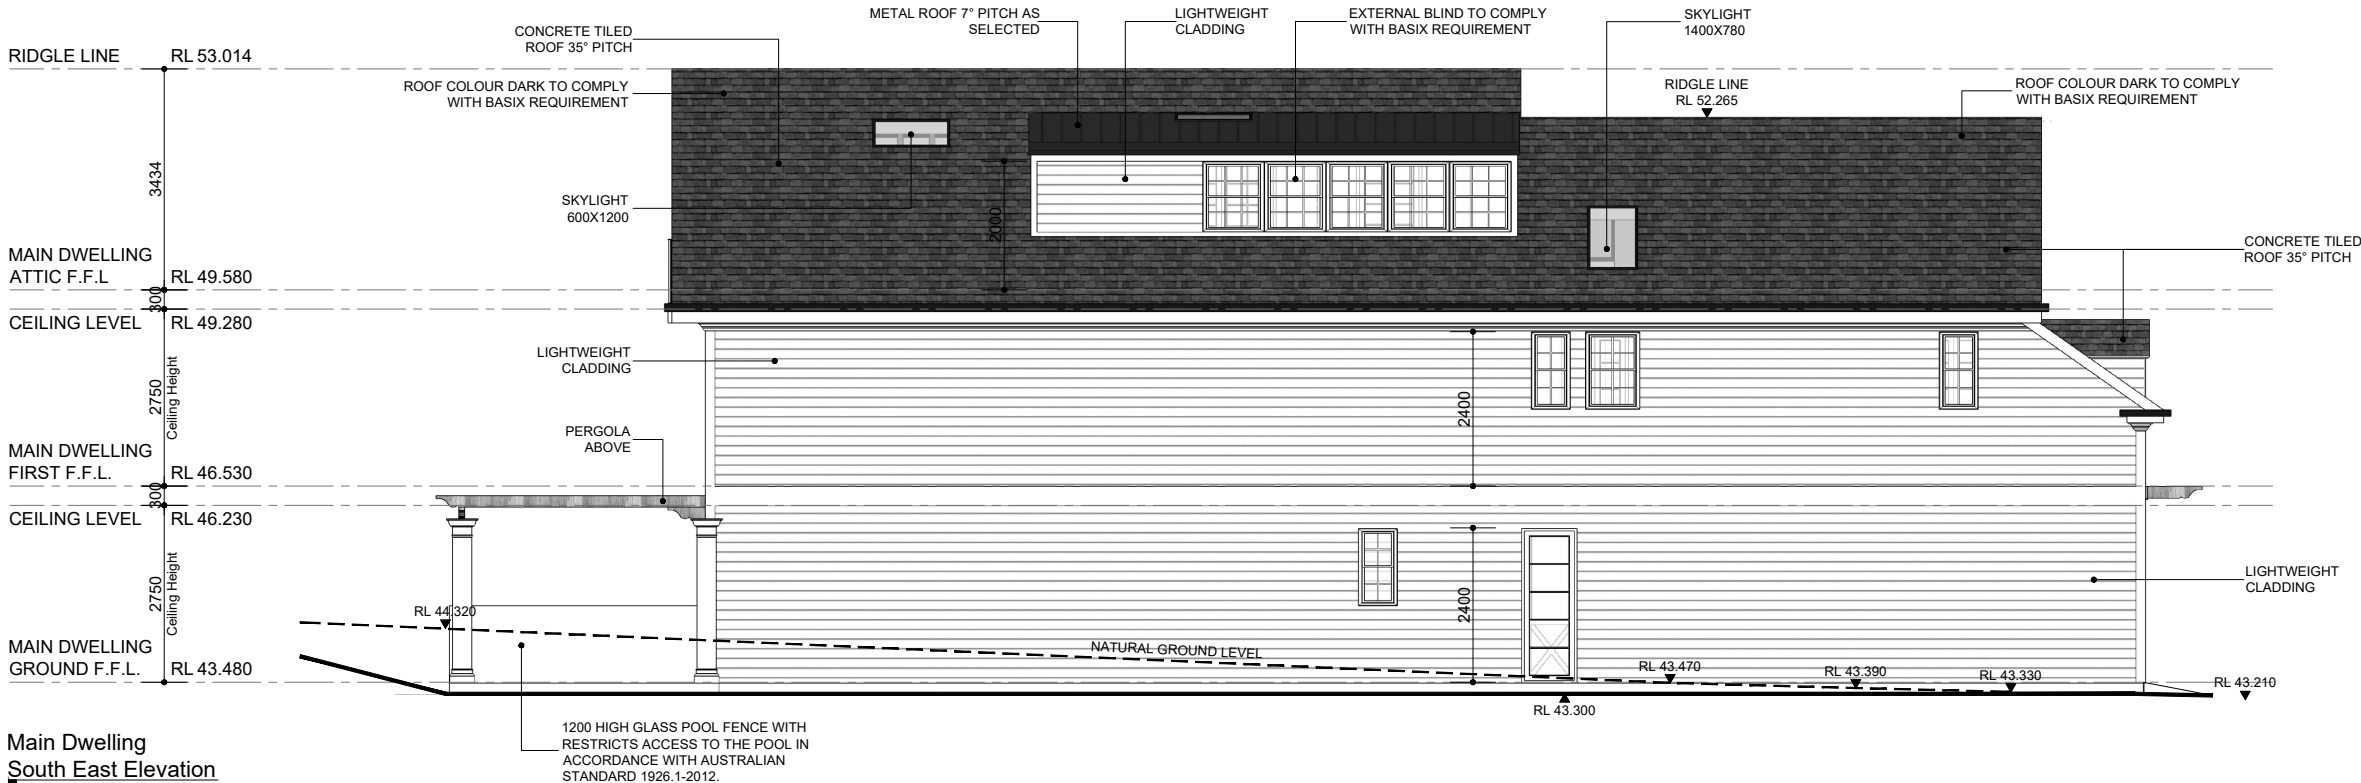 METAL ROOF 7° PITCH AS
SELECTED
LIGHTWEIGHT
CLADDING
EXTERNAL BLIND TO COMPLY
WITH BASIX REQUIREMENT
SKYLIGHT
1400X780
CONCRETE TILED
ROOF 35° PITCH
RIDGLE LINE RL 53.014
ROOF COLOUR DARK TO COMPLY
WITH BASIX REQUIREMENT
RIDGLE LINE
RL 52.265
ROOF COLOUR DARK TO COMPLY
WITH BASIX REQUIREMENT
3434
SKYLIGHT
600X1200
2000
CONCRETE TILED
ROOF 35° PITCH
MAIN DWELLING
ATTIC F.F.L RL 49.580
300
CEILING LEVEL RL 49.280
LIGHTWEIGHT
CLADDING
2750
Ceiling Height
2400
PERGOLA
ABOVE
MAIN DWELLING
FIRST F.F.L. RL 46.530
300
CEILING LEVEL RL 46.230
2750
Ceiling Height
2400
LIGHTWEIGHT
CLADDING
RL 44.320
NATURAL GROUND LEVEL
MAIN DWELLING
GROUND F.F.L. RL 43.480
RL 43.470
RL 43.390
RL 43.330
RL 43.210
RL 43.300
1200 HIGH GLASS POOL FENCE WITH
RESTRICTS ACCESS TO THE POOL IN
ACCORDANCE WITH AUSTRALIAN
STANDARD 1926.1-2012.
Main Dwelling
South East Elevation